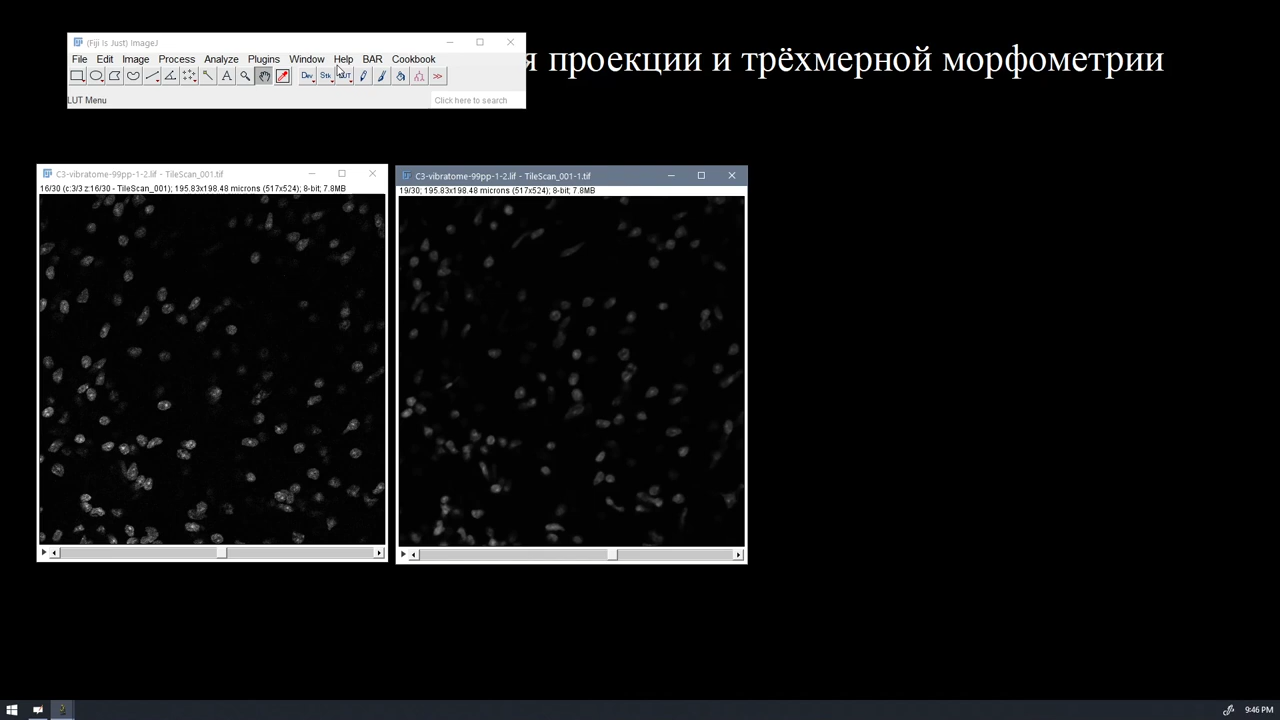 (Fiji Is Just) ImageJ
я проекции и трёхмерной морфометрии
File Edit Image Process Analyze Plugins Window Help BAR Cookbook
Dev Stk LUT
LUT Menu
Click here to search
C3-vibratome-99pp-1-2.lif - TileScan_001.tif
16/30 (c:3/3 z:16/30 - TileScan_001); 195.83x198.48 microns (517x524); 8-bit; 7.8MB
C3-vibratome-99pp-1-2.lif - TileScan_001-1.tif
19/30; 195.83x198.48 microns (517x524); 8-bit; 7.8MB
9:46 PM